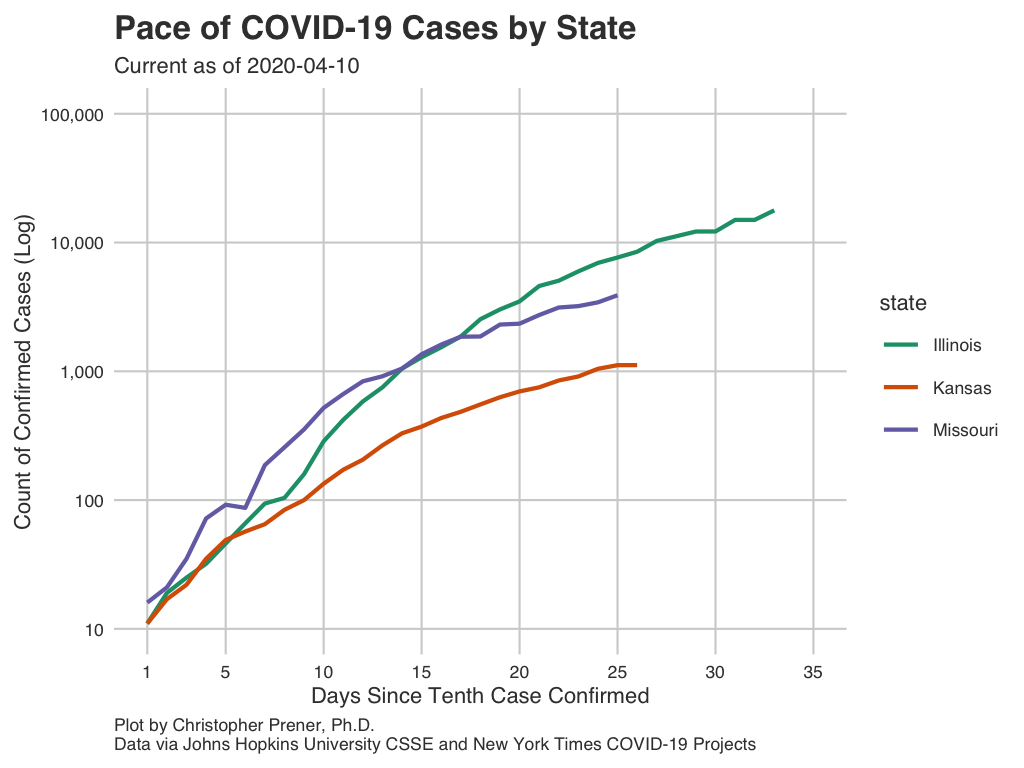 Pace of COVID-19 Cases by State
Current as of 2020-04-10
Count of Confirmed Cases (Log)
100,000
10,000
1,000
100
10
1 5 10 15 20 25 30 35
Days Since Tenth Case Confirmed
state
Illinois
Kansas
Missouri
Plot by Christopher Prener, Ph.D.
Data via Johns Hopkins University CSSE and New York Times COVID-19 Projects